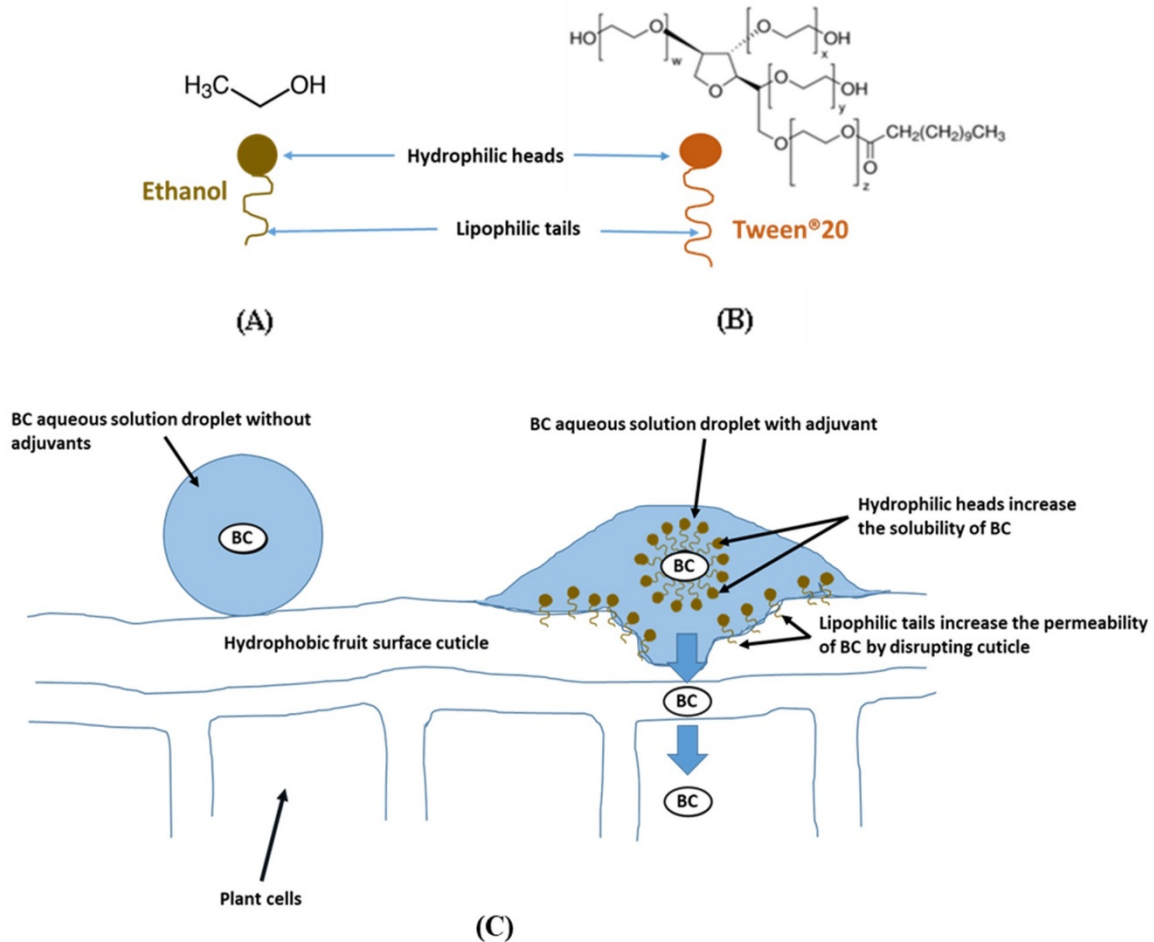 H₃C
OH
Ethanol
(A)
Hydrophilic heads
Lipophilic tails
HO
O
w
O
OH
x
O
O
OH
y
O
O
CH₂(CH₂)₉CH₃
O
z
Tween®20
(B)
BC aqueous solution droplet without
adjuvants
BC
BC aqueous solution droplet with adjuvant
BC
Hydrophilic heads increase
the solubility of BC
Lipophilic tails increase the permeability
of BC by disrupting cuticle
Hydrophobic fruit surface cuticle
BC
BC
Plant cells
(C)